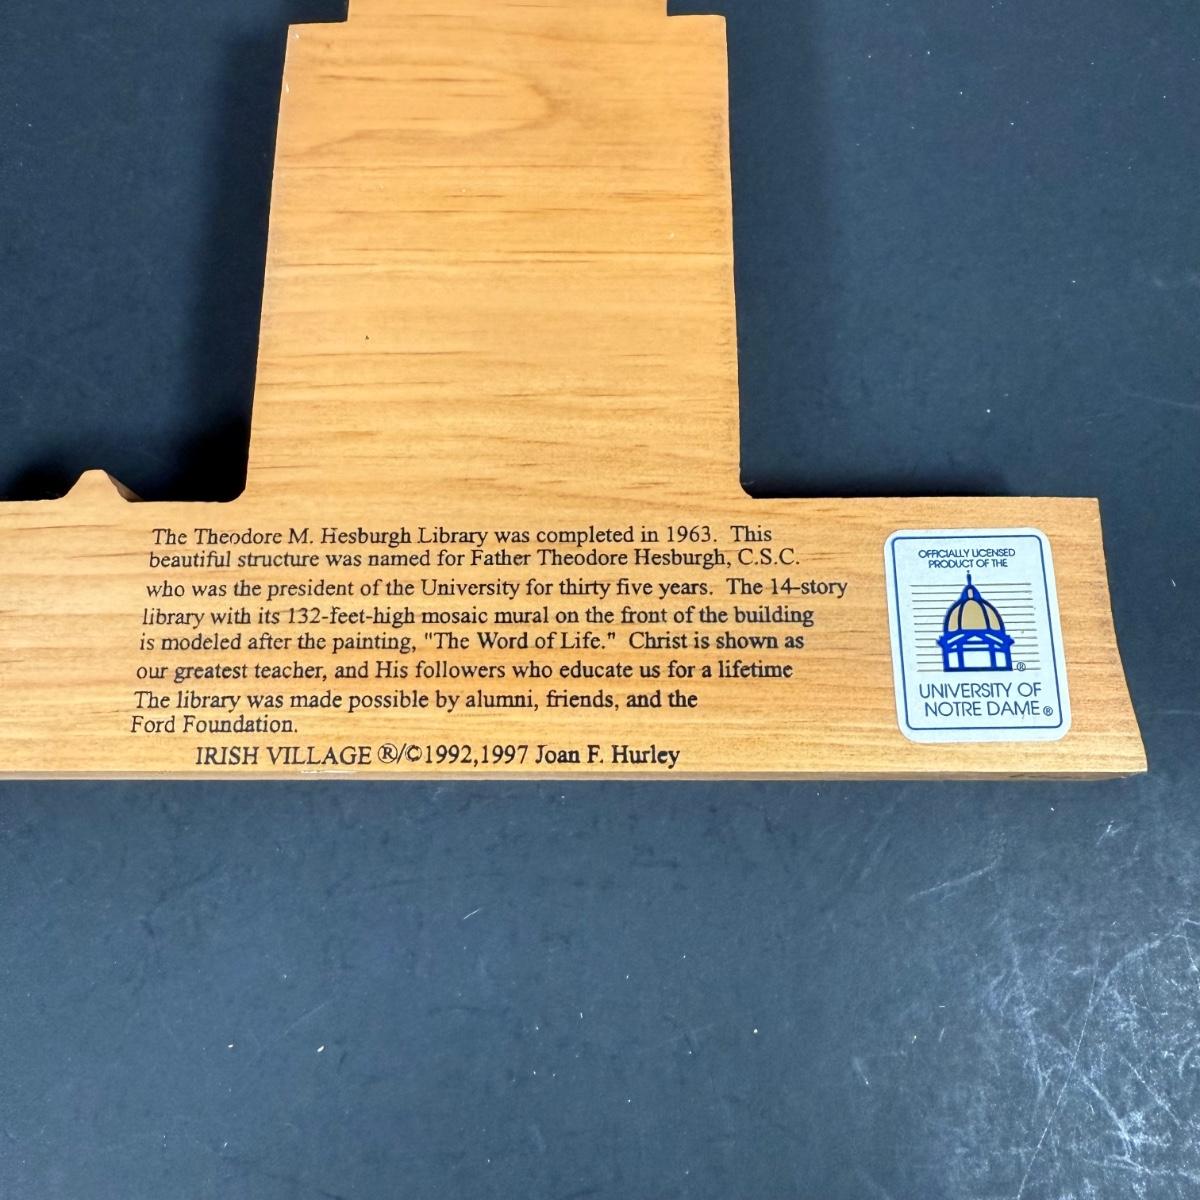 The Theodore M. Hesburgh Library was completed in 1963. This
beautiful structure was named for Father Theodore Hesburgh, C.S.C.
who was the president of the University for thirty five years. The 14-story
library with its 132-feet-high mosaic mural on the front of the building
is modeled after the painting, "The Word of Life." Christ is shown as
our greatest teacher, and His followers who educate us for a lifetime
The library was made possible by alumni, friends, and the
Ford Foundation.
IRISH VILLAGE ®/©1992,1997 Joan F. Hurley
OFFICIALLY LICENSED
PRODUCT OF THE
®
UNIVERSITY OF
NOTRE DAME ®